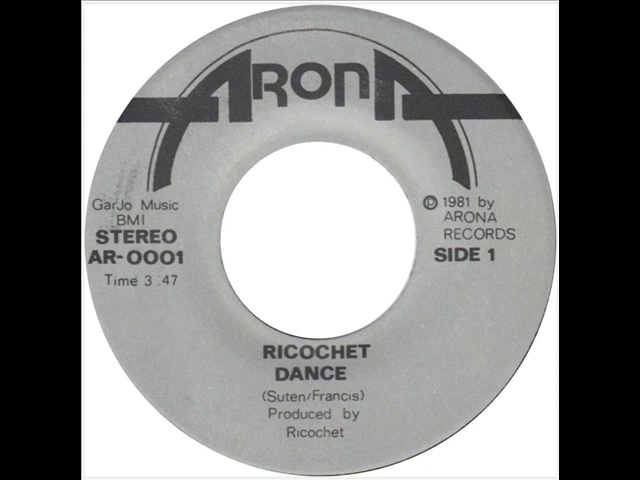 ARONA
GarJo Music
BMI
STEREO
AR-0001
Time 3:47
℗ 1981 by
ARONA
RECORDS
SIDE 1
RICOCHET
DANCE
(Suten/Francis)
Produced by
Ricochet